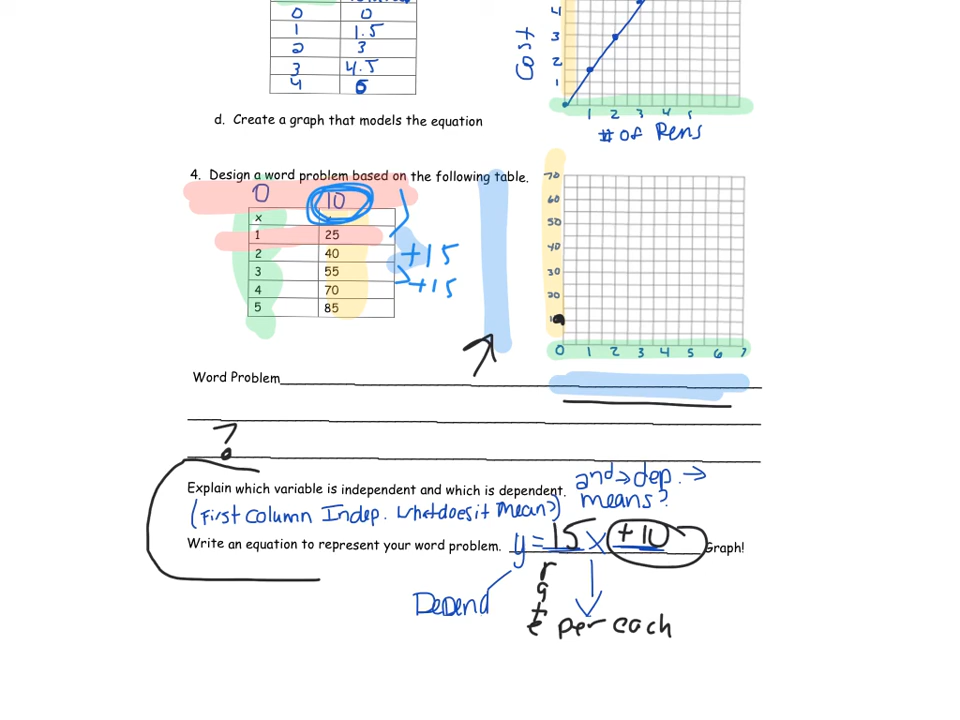 0 0
1 1.5
2 3
3 4.5
4 6
4
3
2
1
Cost
1 2 3 4 5
# of Pens
d. Create a graph that models the equation
4. Design a word problem based on the following table.
0 10
x
1 25
2 40
3 55
4 70
5 85
+15
+15
70
60
50
40
30
20
0 1 2 3 4 5 6 7
Word Problem
?
Explain which variable is independent and which is dependent.
and → dep. →
means?
(First Column Indep. What does it mean?)
Write an equation to represent your word problem. y = 15 x + 10 Graph!
Depend
rate
per each